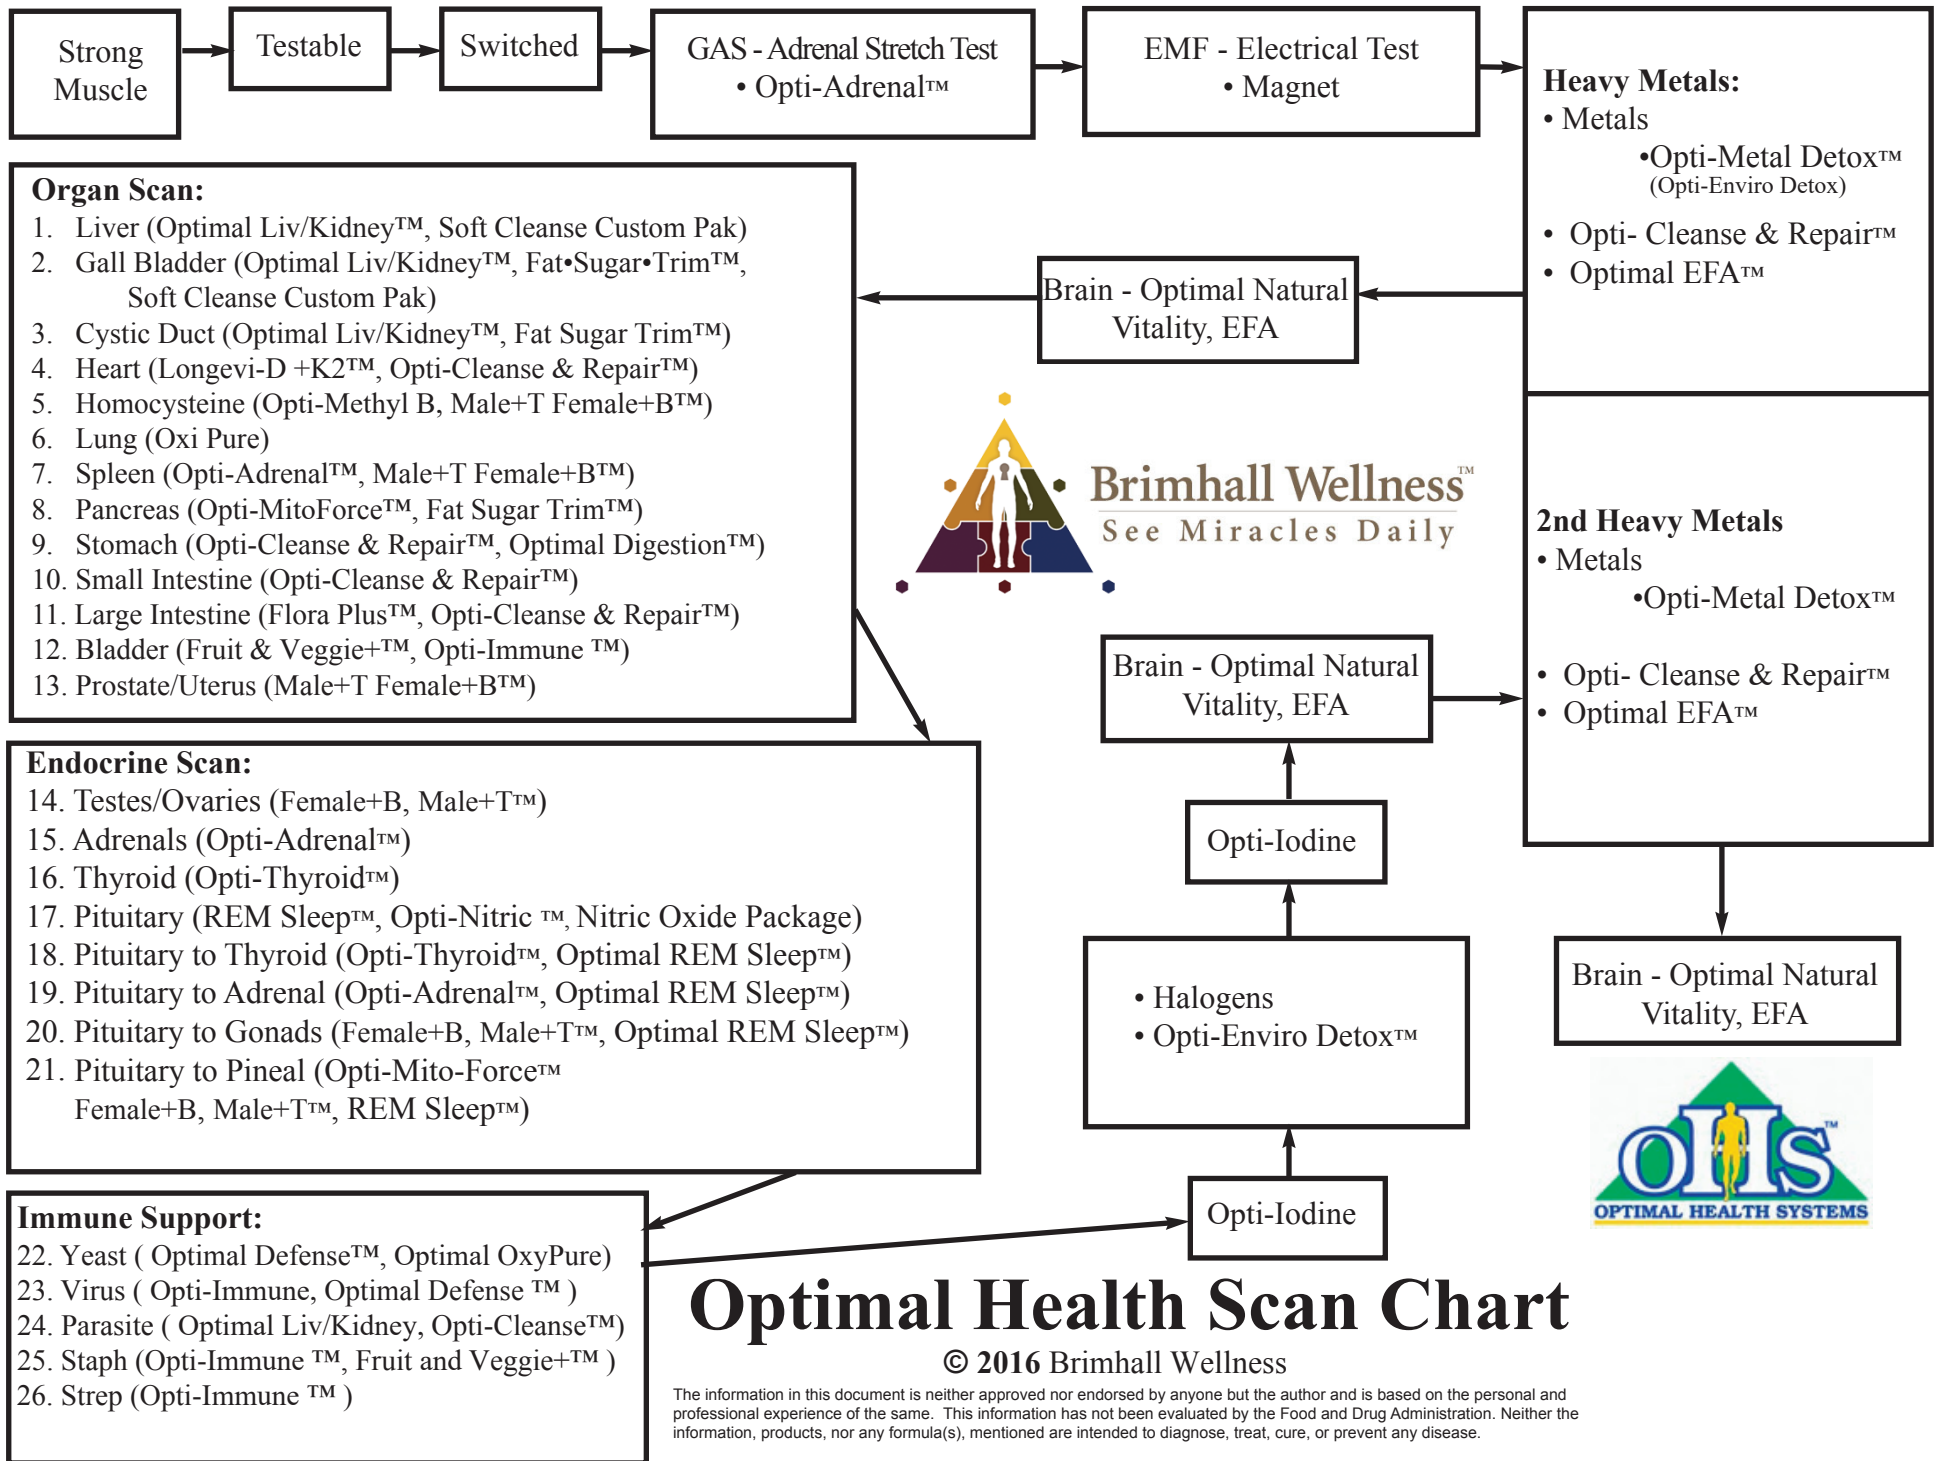 Strong
Muscle
Testable
Switched
GAS - Adrenal Stretch Test
• Opti-Adrenal™
EMF - Electrical Test
• Magnet
Heavy Metals:
• Metals
•Opti-Metal Detox™
(Opti-Enviro Detox)
• Opti- Cleanse & Repair™
• Optimal EFA™
Brain - Optimal Natural
Vitality, EFA
Organ Scan:
1. Liver (Optimal Liv/Kidney™, Soft Cleanse Custom Pak)
2. Gall Bladder (Optimal Liv/Kidney™, Fat•Sugar•Trim™,
Soft Cleanse Custom Pak)
3. Cystic Duct (Optimal Liv/Kidney™, Fat Sugar Trim™)
4. Heart (Longevi-D +K2™, Opti-Cleanse & Repair™)
5. Homocysteine (Opti-Methyl B, Male+T Female+B™)
6. Lung (Oxi Pure)
7. Spleen (Opti-Adrenal™, Male+T Female+B™)
8. Pancreas (Opti-MitoForce™, Fat Sugar Trim™)
9. Stomach (Opti-Cleanse & Repair™, Optimal Digestion™)
10. Small Intestine (Opti-Cleanse & Repair™)
11. Large Intestine (Flora Plus™, Opti-Cleanse & Repair™)
12. Bladder (Fruit & Veggie+™, Opti-Immune ™)
13. Prostate/Uterus (Male+T Female+B™)
Brimhall Wellness™
See Miracles Daily
Endocrine Scan:
14. Testes/Ovaries (Female+B, Male+T™)
15. Adrenals (Opti-Adrenal™)
16. Thyroid (Opti-Thyroid™)
17. Pituitary (REM Sleep™, Opti-Nitric ™, Nitric Oxide Package)
18. Pituitary to Thyroid (Opti-Thyroid™, Optimal REM Sleep™)
19. Pituitary to Adrenal (Opti-Adrenal™, Optimal REM Sleep™)
20. Pituitary to Gonads (Female+B, Male+T™, Optimal REM Sleep™)
21. Pituitary to Pineal (Opti-Mito-Force™
Female+B, Male+T™, REM Sleep™)
Immune Support:
22. Yeast ( Optimal Defense™, Optimal OxyPure)
23. Virus ( Opti-Immune, Optimal Defense ™ )
24. Parasite ( Optimal Liv/Kidney, Opti-Cleanse™)
25. Staph (Opti-Immune ™, Fruit and Veggie+™ )
26. Strep (Opti-Immune ™ )
Opti-Iodine
• Halogens
• Opti-Enviro Detox™
Opti-Iodine
Brain - Optimal Natural
Vitality, EFA
2nd Heavy Metals
• Metals
•Opti-Metal Detox™
• Opti- Cleanse & Repair™
• Optimal EFA™
Brain - Optimal Natural
Vitality, EFA
OHS™
OPTIMAL HEALTH SYSTEMS
Optimal Health Scan Chart
© 2016 Brimhall Wellness
The information in this document is neither approved nor endorsed by anyone but the author and is based on the personal and
professional experience of the same. This information has not been evaluated by the Food and Drug Administration. Neither the
information, products, nor any formula(s), mentioned are intended to diagnose, treat, cure, or prevent any disease.